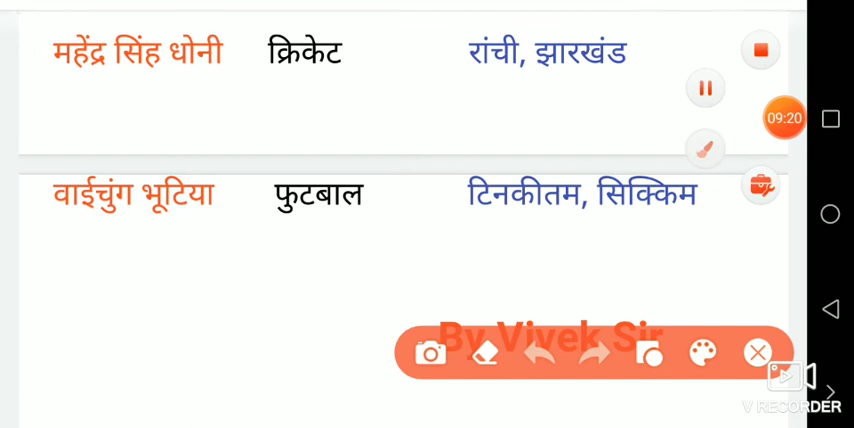 महेंद्र सिंह धोनी क्रिकेट रांची, झारखंड
09:20
वाईचुंग भूटिया फुटबाल टिनकीतम, सिक्किम
By Vivek Sir
V RECORDER